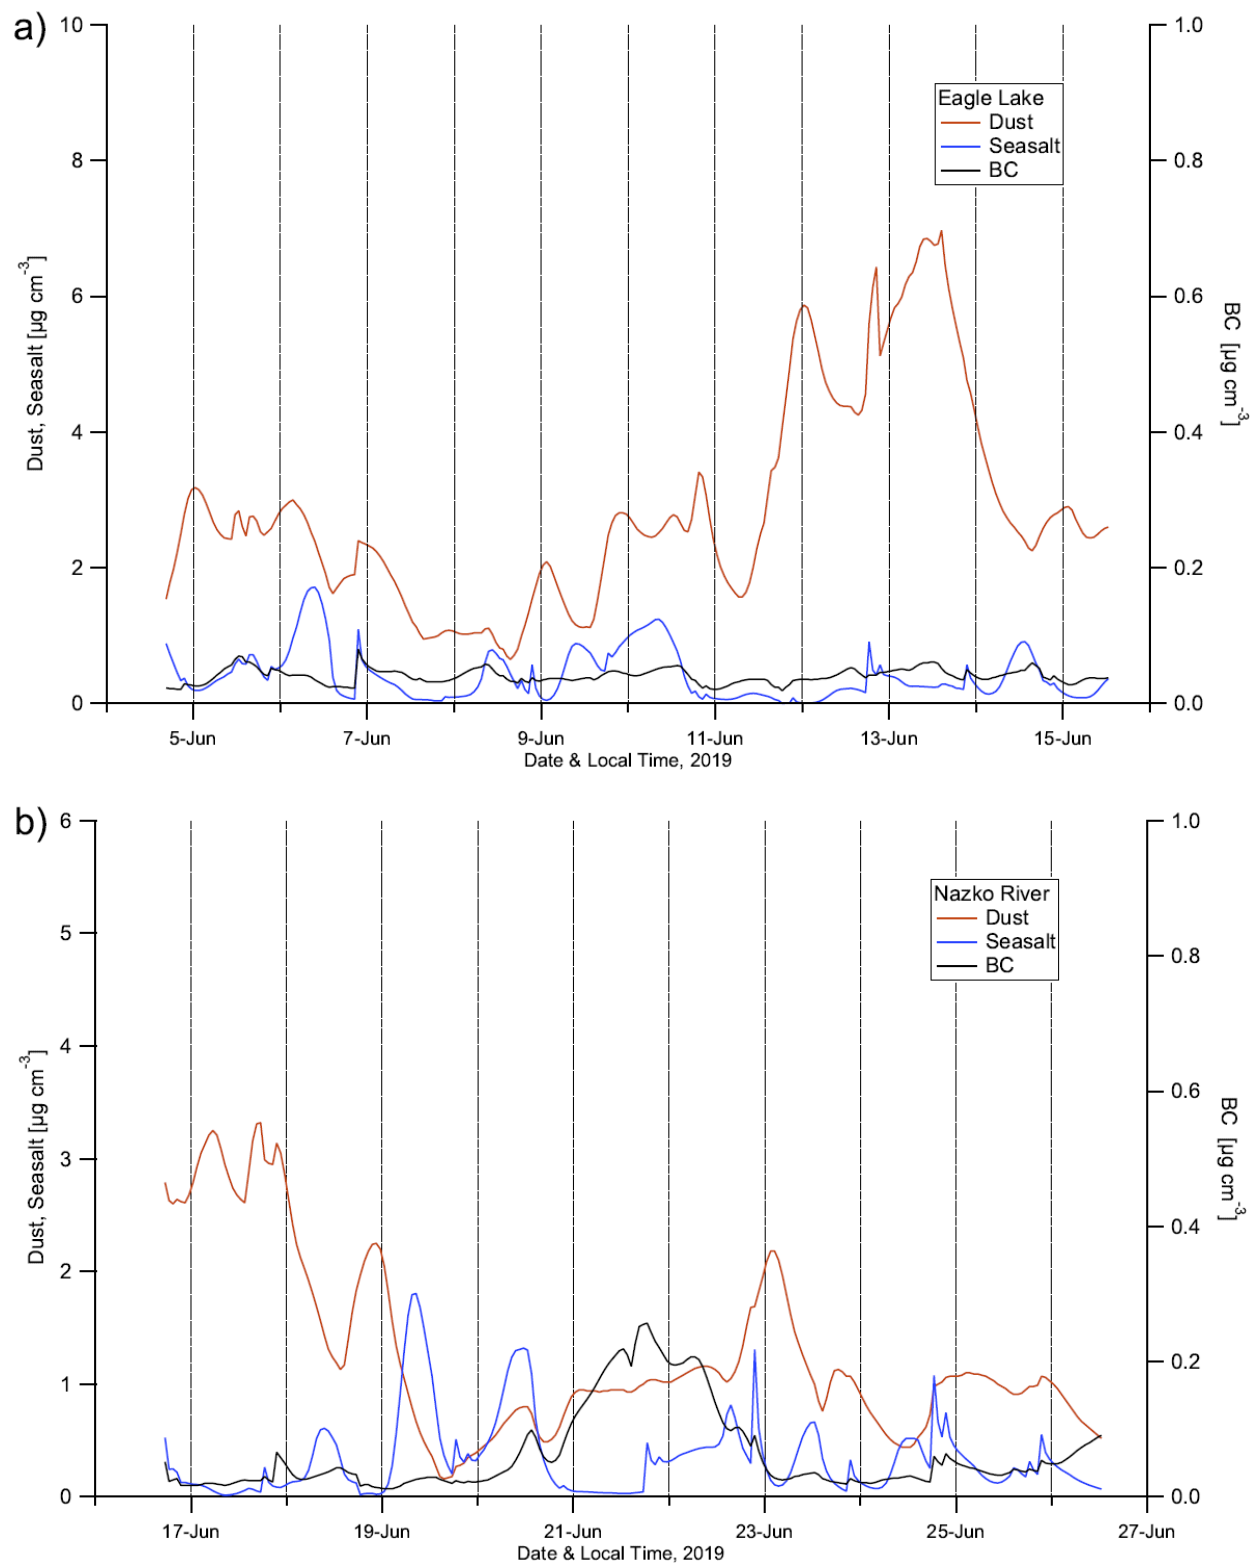 a)
10
8
6
4
2
0
Dust, Seasalt [µg cm-3]
1.0
0.8
0.6
0.4
0.2
0.0
BC [µg cm-3]
Eagle Lake
Dust
Seasalt
BC
5-Jun 7-Jun 9-Jun 11-Jun 13-Jun 15-Jun
Date & Local Time, 2019
b)
6
5
4
3
2
1
0
Dust, Seasalt [µg cm-3]
1.0
0.8
0.6
0.4
0.2
0.0
BC [µg cm-3]
Nazko River
Dust
Seasalt
BC
17-Jun 19-Jun 21-Jun 23-Jun 25-Jun 27-Jun
Date & Local Time, 2019